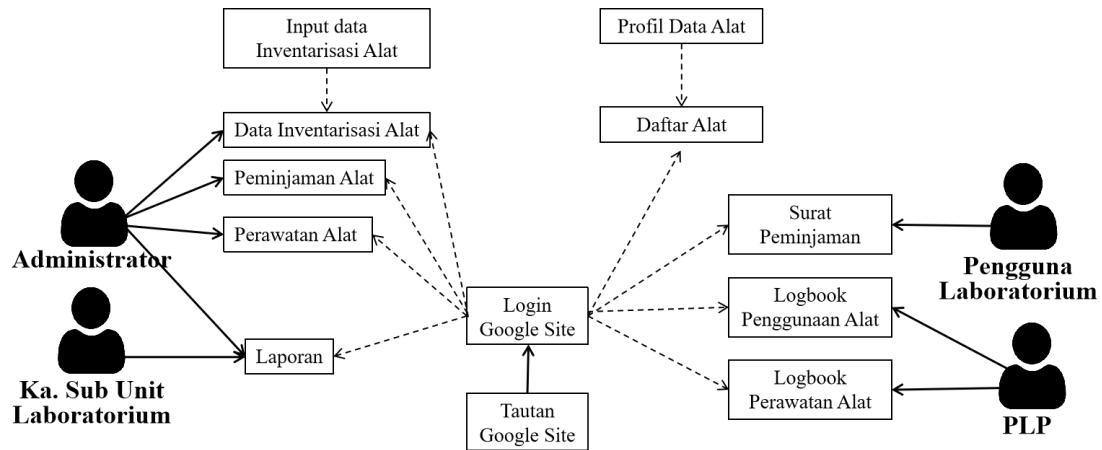 Input data
Inventarisasi Alat
Profil Data Alat
Data Inventarisasi Alat
Daftar Alat
Peminjaman Alat
Perawatan Alat
Administrator
Surat
Peminjaman
Pengguna
Laboratorium
Login
Google Site
Logbook
Penggunaan Alat
Laporan
Ka. Sub Unit
Laboratorium
Logbook
Perawatan Alat
PLP
Tautan
Google Site